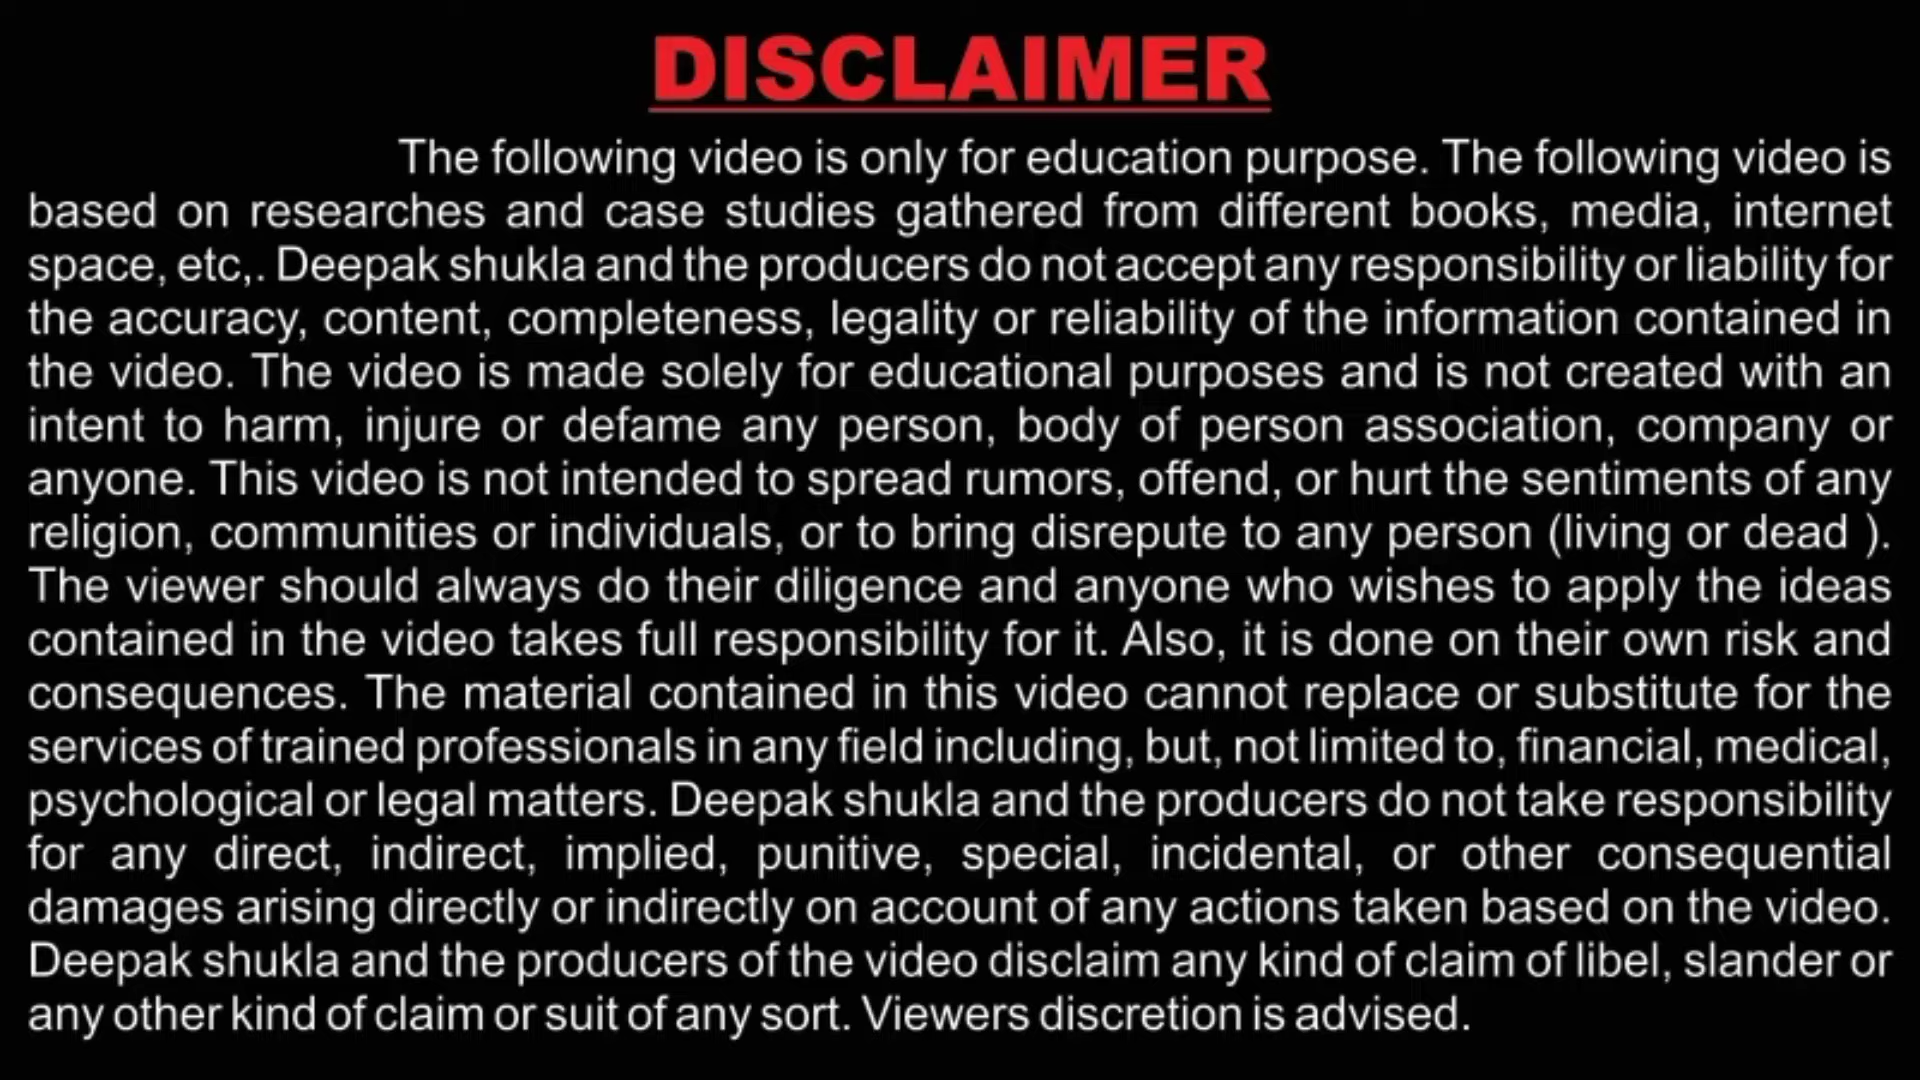 DISCLAIMER
The following video is only for education purpose. The following video is
based on researches and case studies gathered from different books, media, internet
space, etc,. Deepak shukla and the producers do not accept any responsibility or liability for
the accuracy, content, completeness, legality or reliability of the information contained in
the video. The video is made solely for educational purposes and is not created with an
intent to harm, injure or defame any person, body of person association, company or
anyone. This video is not intended to spread rumors, offend, or hurt the sentiments of any
religion, communities or individuals, or to bring disrepute to any person (living or dead ).
The viewer should always do their diligence and anyone who wishes to apply the ideas
contained in the video takes full responsibility for it. Also, it is done on their own risk and
consequences. The material contained in this video cannot replace or substitute for the
services of trained professionals in any field including, but, not limited to, financial, medical,
psychological or legal matters. Deepak shukla and the producers do not take responsibility
for any direct, indirect, implied, punitive, special, incidental, or other consequential
damages arising directly or indirectly on account of any actions taken based on the video.
Deepak shukla and the producers of the video disclaim any kind of claim of libel, slander or
any other kind of claim or suit of any sort. Viewers discretion is advised.